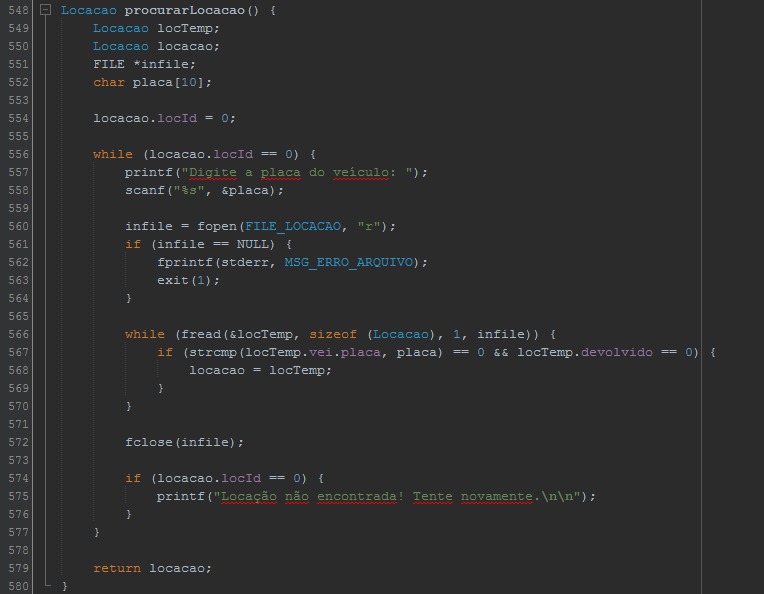 548 Locacao procurarLocacao() {
549 Locacao locTemp;
550 Locacao locacao;
551 FILE *infile;
552 char placa[10];
553
554 locacao.locId = 0;
555
556 while (locacao.locId == 0) {
557 printf("Digite a placa do veículo: ");
558 scanf("%s", &placa);
559
560 infile = fopen(FILE_LOCACAO, "r");
561 if (infile == NULL) {
562 fprintf(stderr, MSG_ERRO_ARQUIVO);
563 exit(1);
564 }
565
566 while (fread(&locTemp, sizeof (Locacao), 1, infile)) {
567 if (strcmp(locTemp.vei.placa, placa) == 0 && locTemp.devolvido == 0) {
568 locacao = locTemp;
569 }
570 }
571
572 fclose(infile);
573
574 if (locacao.locId == 0) {
575 printf("Locação não encontrada! Tente novamente.\n\n");
576 }
577 }
578
579 return locacao;
580 }